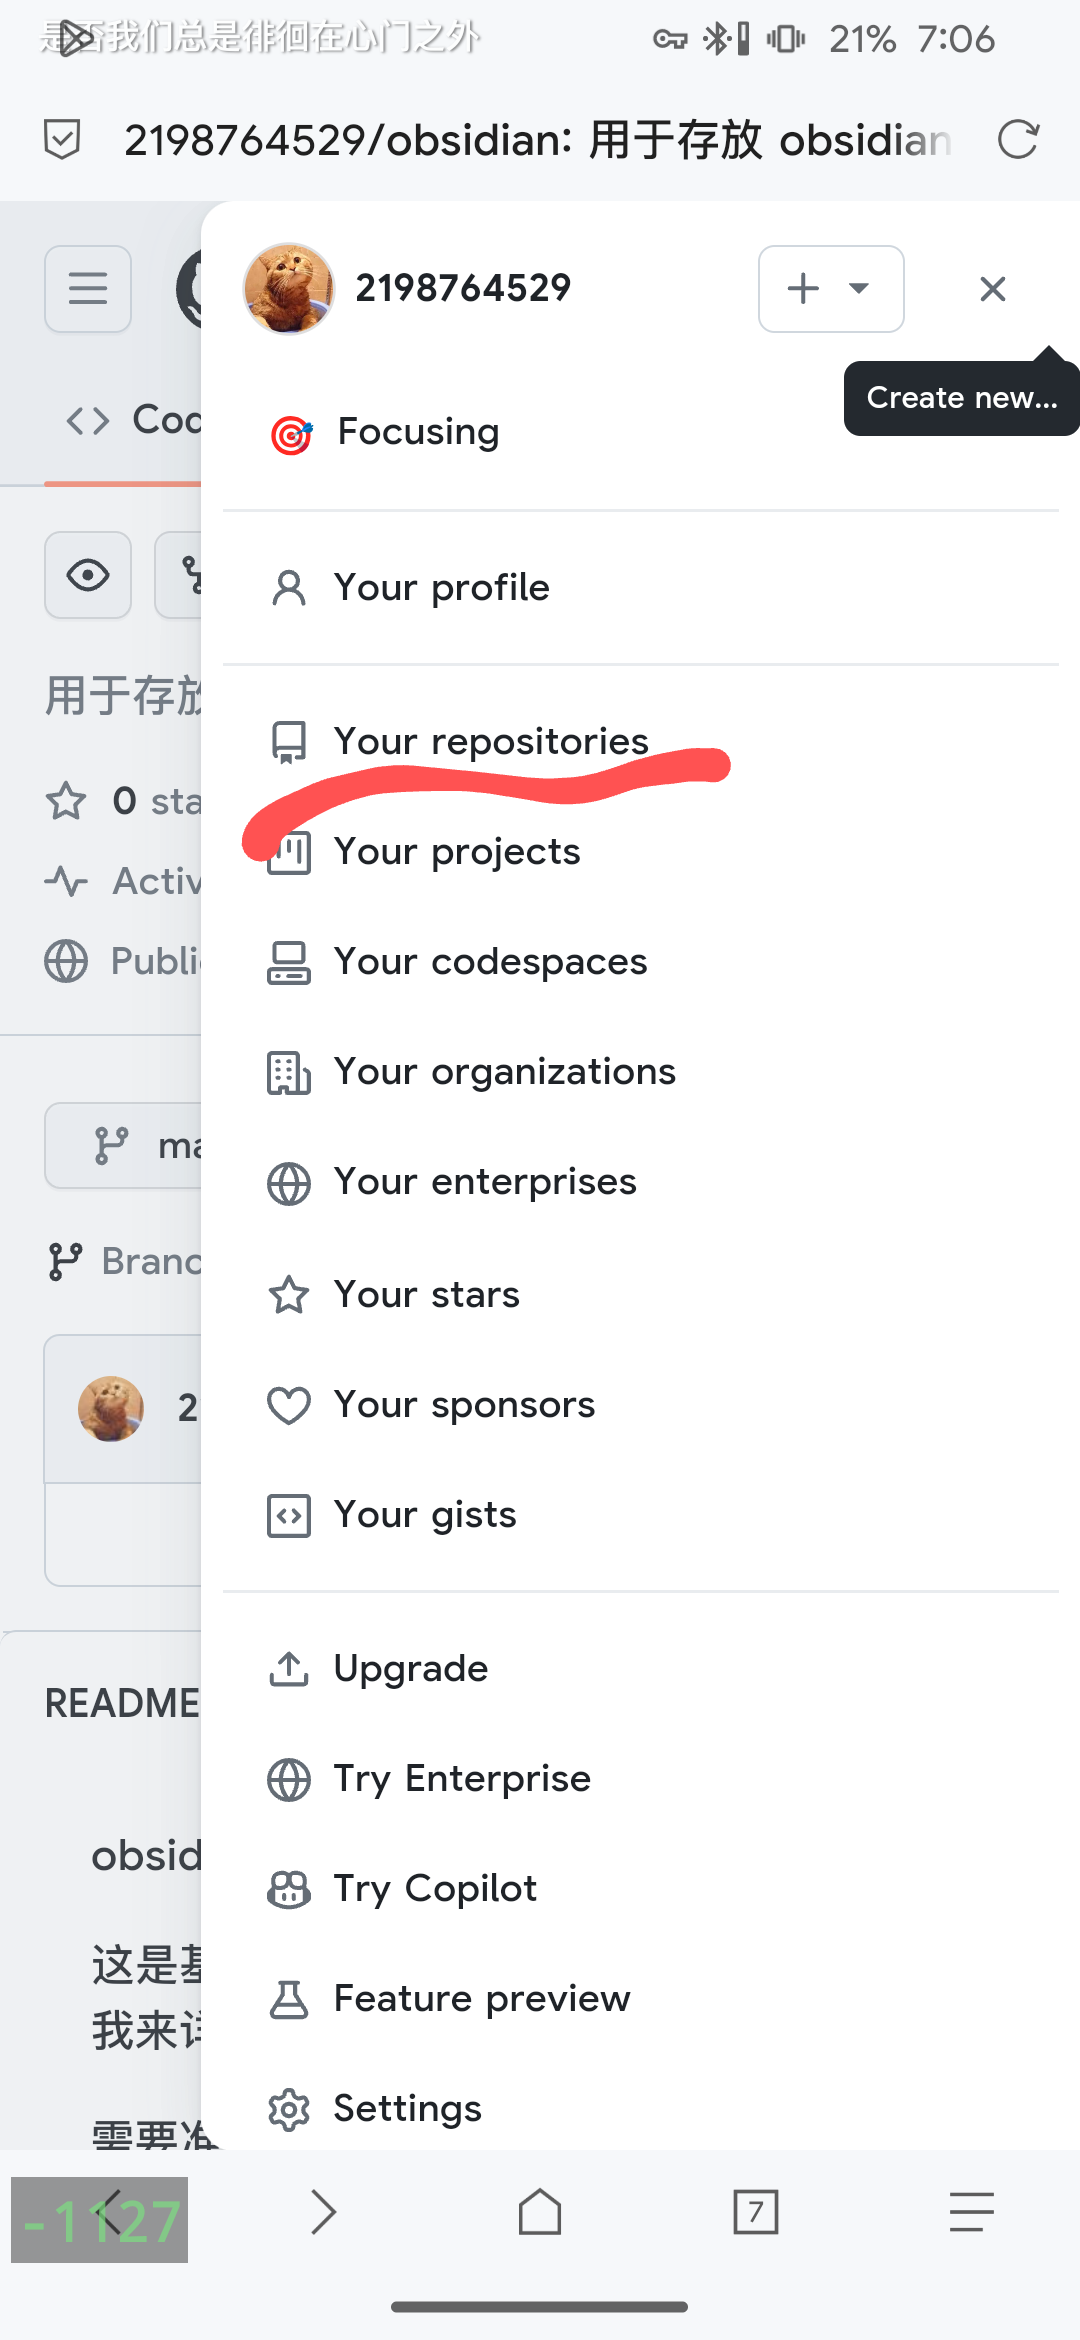 是否我们总是徘徊在心门之外
21% 7:06
2198764529/obsidian: 用于存放 obsidian
2198764529
Create new...
Cod
Focusing
Your profile
用于存放
Your repositories
0 sta
Your projects
Activ
Your codespaces
Publi
Your organizations
ma
Your enterprises
Branc
Your stars
2
Your sponsors
Your gists
Upgrade
README
Try Enterprise
obsid
Try Copilot
这是基
Feature preview
我来详
Settings
需要准
-1127
7